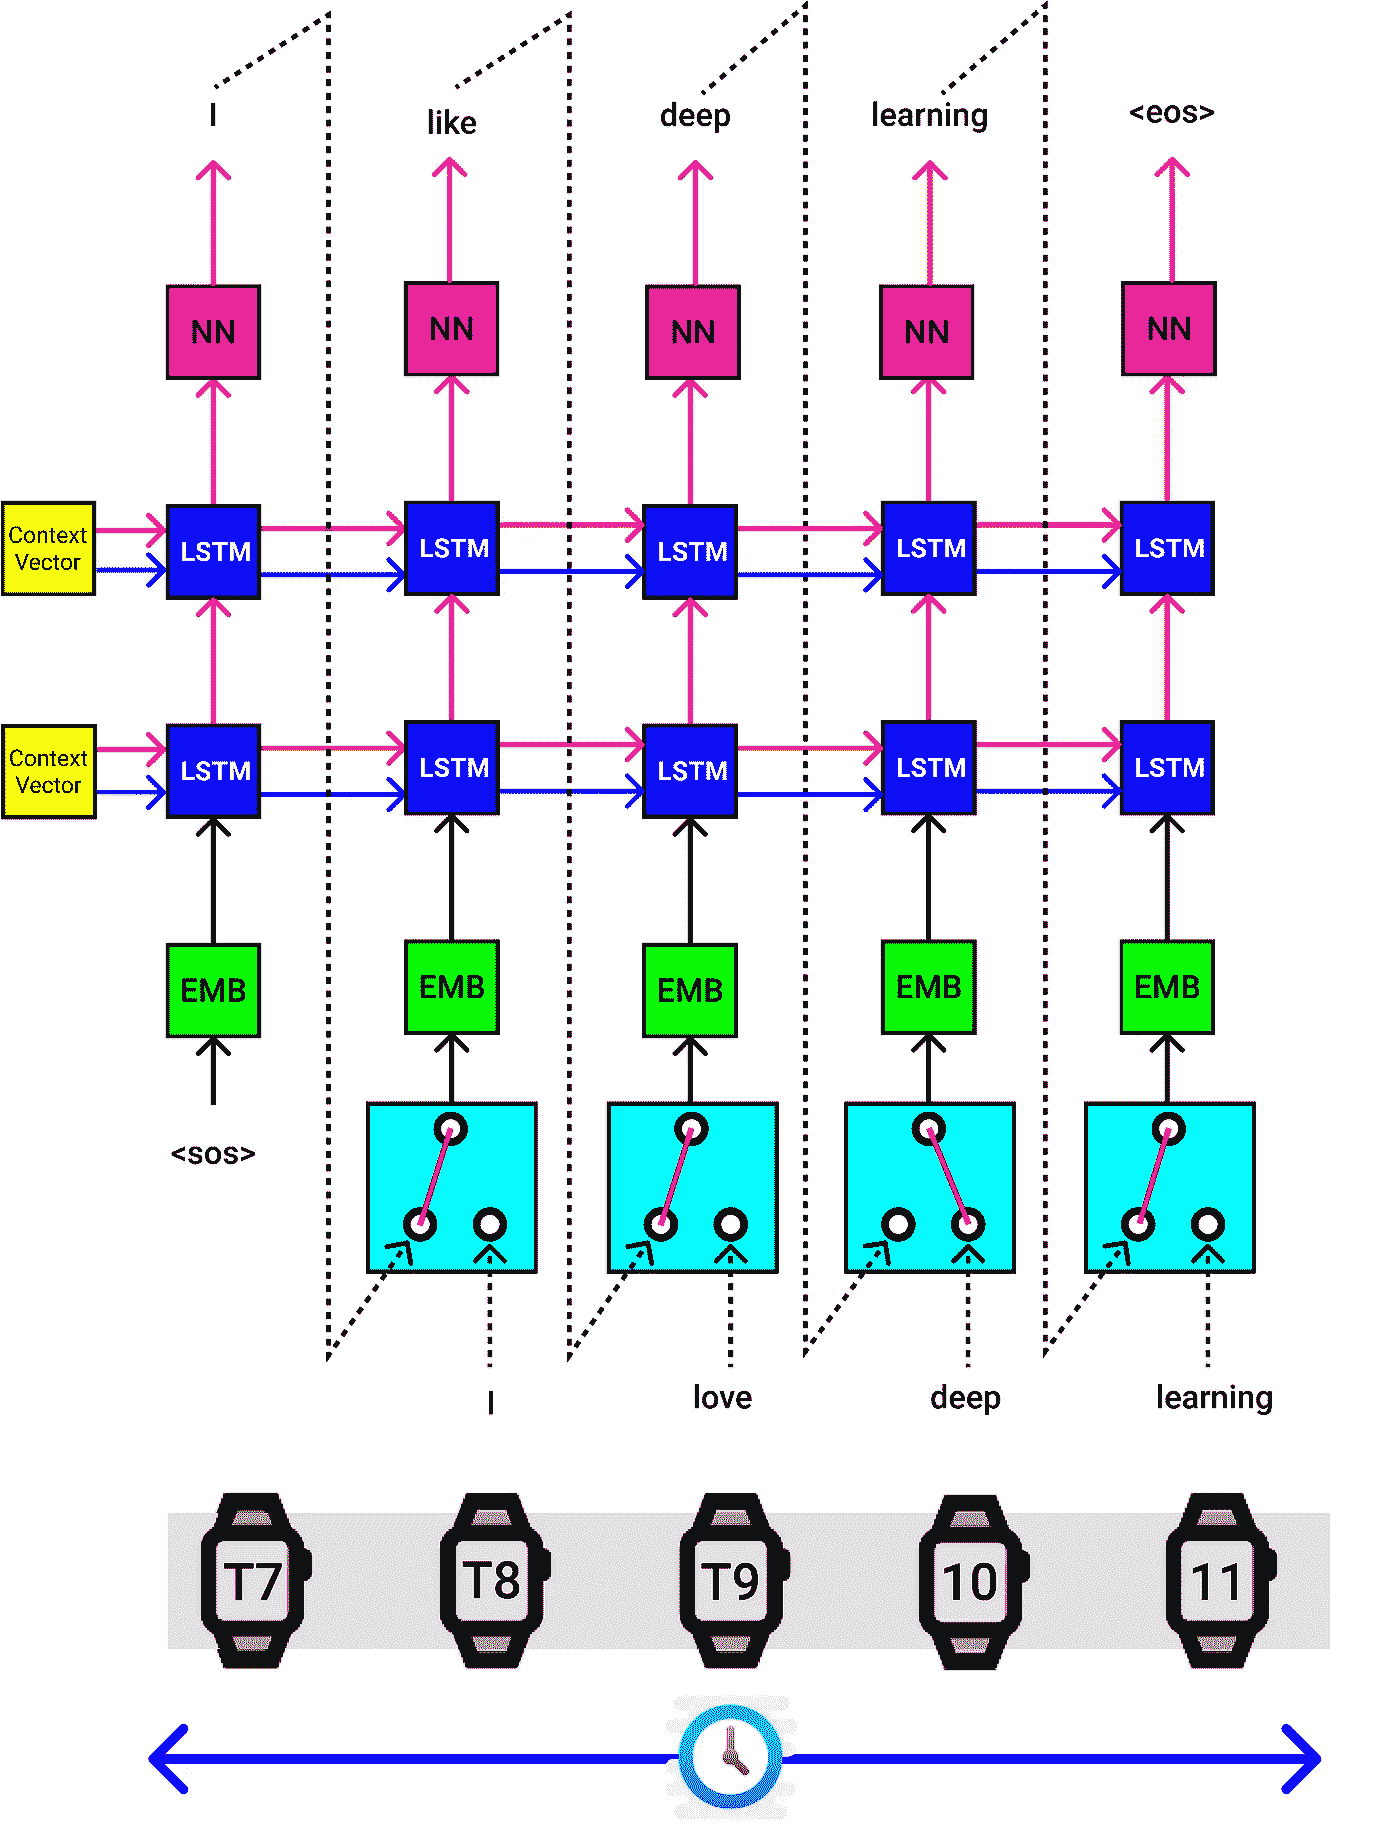 I
like
deep
learning
<eos>
NN
NN
NN
NN
NN
Context
Vector
LSTM
LSTM
LSTM
LSTM
LSTM
Context
Vector
LSTM
LSTM
LSTM
LSTM
LSTM
EMB
EMB
EMB
EMB
EMB
<sos>
I
love
deep
learning
T7
T8
T9
10
11